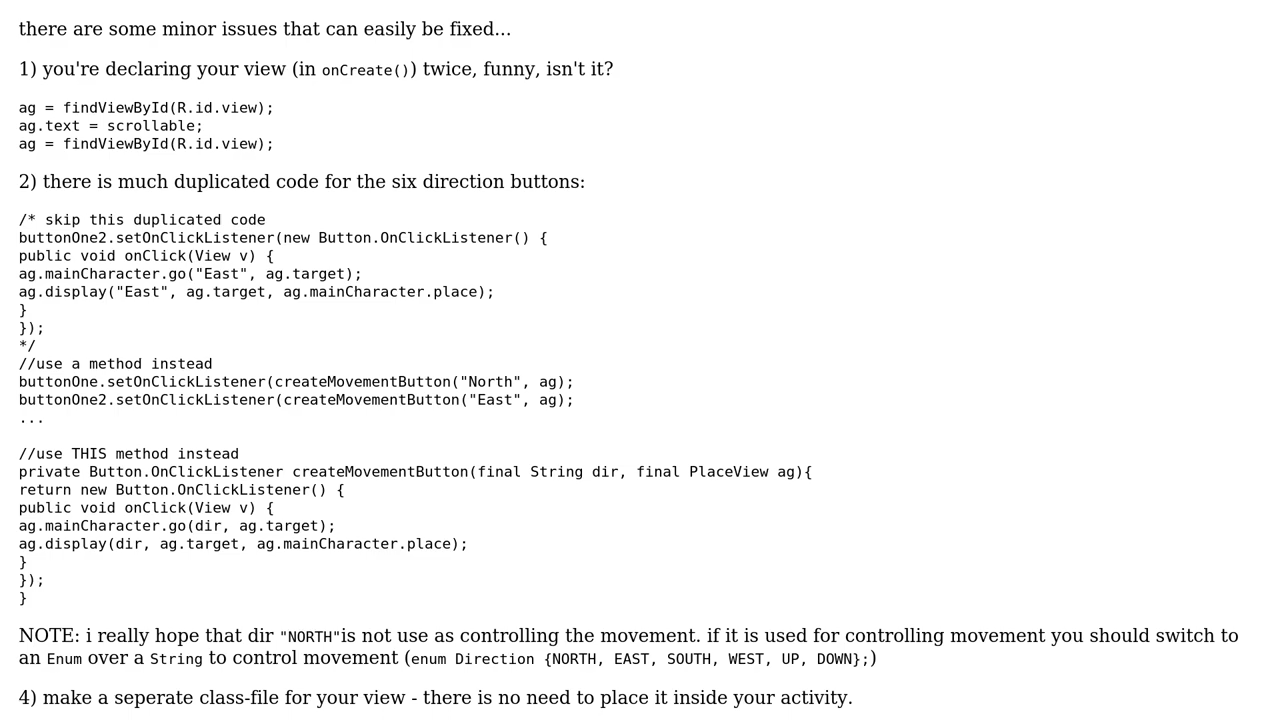 there are some minor issues that can easily be fixed...
1) you're declaring your view (in onCreate()) twice, funny, isn't it?
ag = findViewById(R.id.view);
ag.text = scrollable;
ag = findViewById(R.id.view);
2) there is much duplicated code for the six direction buttons:
/* skip this duplicated code
buttonOne2.setOnClickListener(new Button.OnClickListener() {
public void onClick(View v) {
ag.mainCharacter.go("East", ag.target);
ag.display("East", ag.target, ag.mainCharacter.place);
}
});
*/
//use a method instead
buttonOne.setOnClickListener(createMovementButton("North", ag);
buttonOne2.setOnClickListener(createMovementButton("East", ag);
...
//use THIS method instead
private Button.OnClickListener createMovementButton(final String dir, final PlaceView ag){
return new Button.OnClickListener() {
public void onClick(View v) {
ag.mainCharacter.go(dir, ag.target);
ag.display(dir, ag.target, ag.mainCharacter.place);
}
});
}
NOTE: i really hope that dir "NORTH"is not use as controlling the movement. if it is used for controlling movement you should switch to
an Enum over a String to control movement (enum Direction {NORTH, EAST, SOUTH, WEST, UP, DOWN};)
4) make a seperate class-file for your view - there is no need to place it inside your activity.